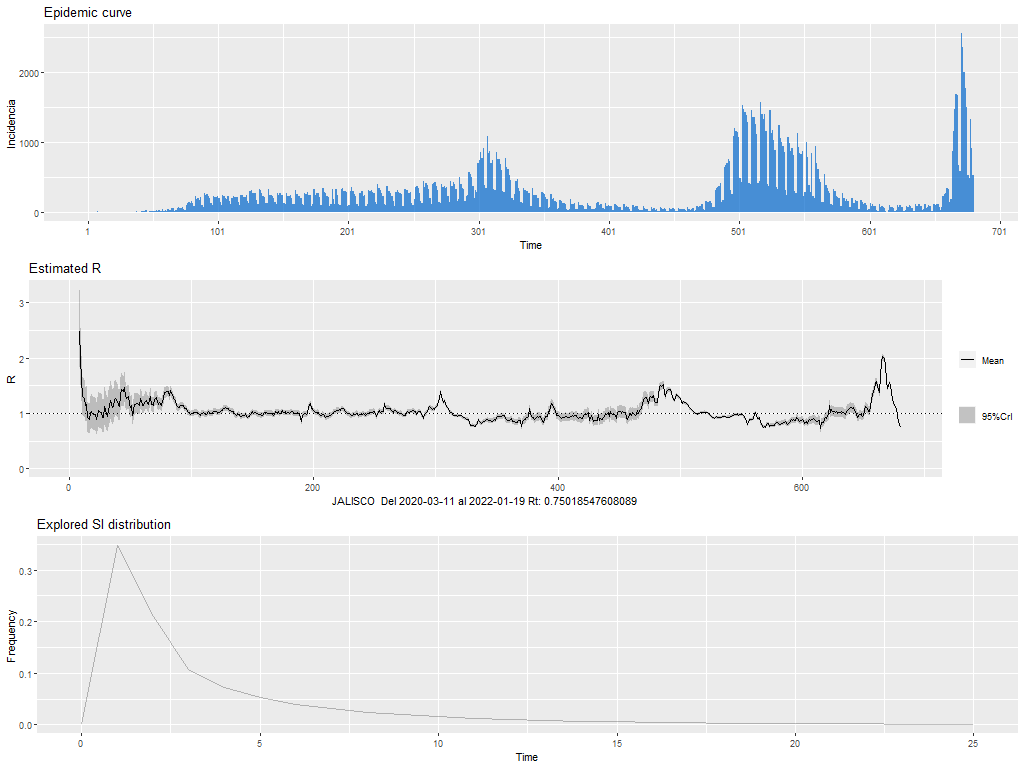 Epidemic curve
Incidencia
2000
1000
0
1 101 201 301 401 501 601 701
Time
Estimated R
R
3
2
1
0
Mean
95%CrI
0 200 400 600
JALISCO Del 2020-03-11 al 2022-01-19 Rt: 0.75018547608089
Explored SI distribution
Frequency
0.3
0.2
0.1
0.0
0 5 10 15 20 25
Time